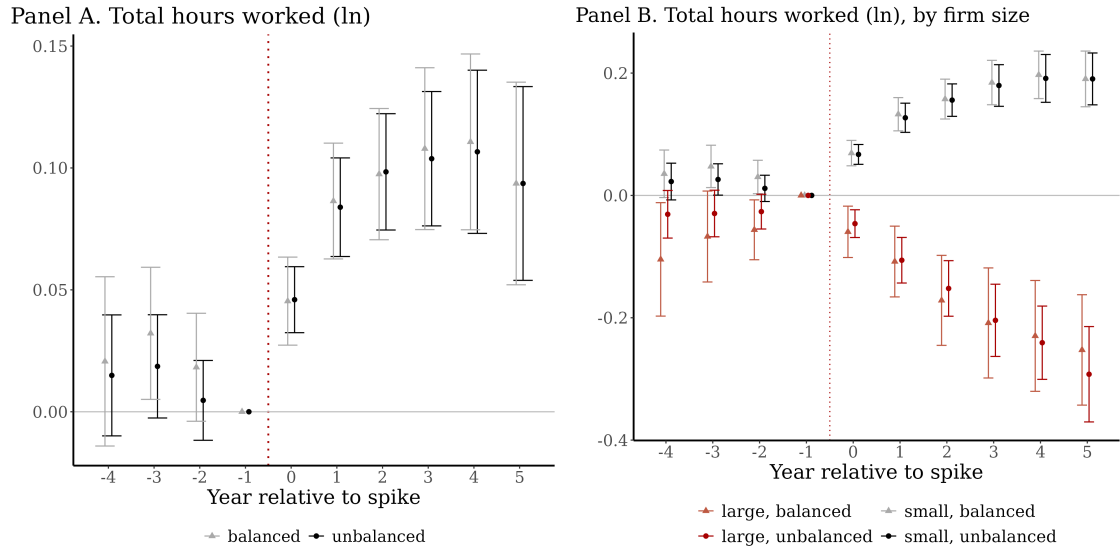 Panel A. Total hours worked (ln)
0.15
0.10
0.05
0.00
-4 -3 -2 -1 0 1 2 3 4 5
Year relative to spike
balanced unbalanced
Panel B. Total hours worked (ln), by firm size
0.2
0.0
-0.2
-0.4
-4 -3 -2 -1 0 1 2 3 4 5
Year relative to spike
large, balanced small, balanced
large, unbalanced small, unbalanced